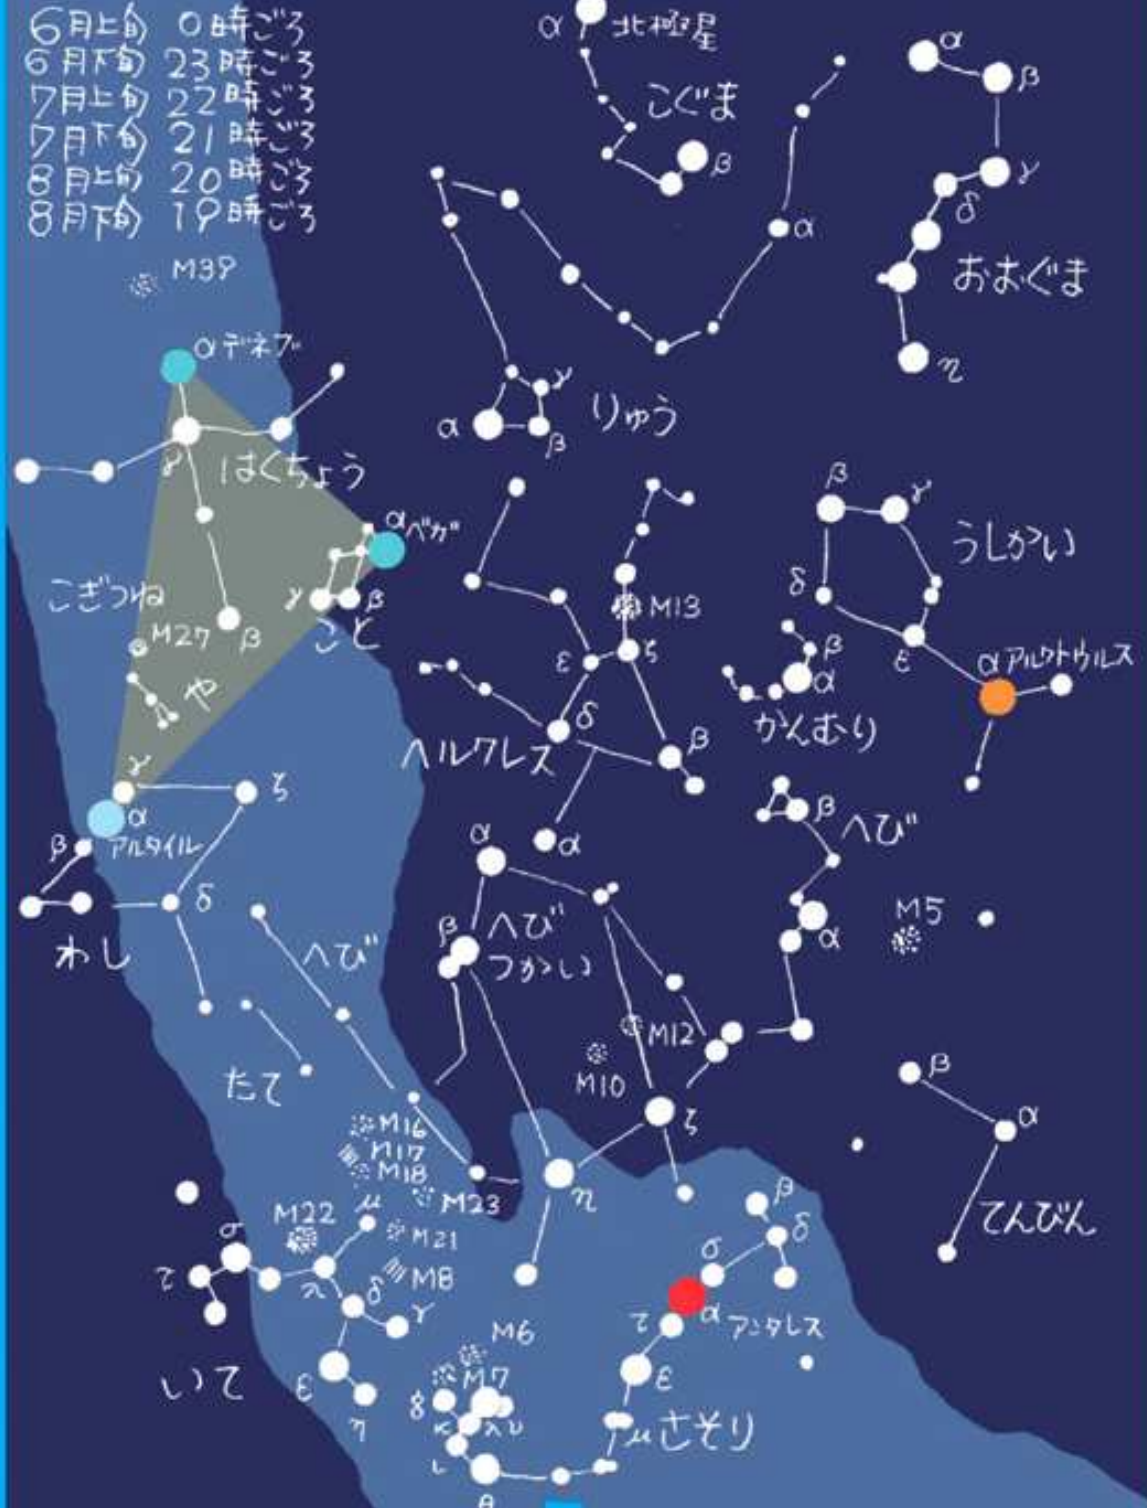 6月上旬 0時ごろ
6月下旬 23時ごろ
7月上旬 22時ごろ
7月下旬 21時ごろ
8月上旬 20時ごろ
8月下旬 19時ごろ
α 北極星
こぐま
β
α
β
γ
δ
おおぐま
η
M39
α デネブ
γ
はくちょう
β
α
γ
α
β
りゅう
α ベガ
γ
β
こと
こぎつね
M27
や
M13
ε
ζ
δ
β
ヘルクレス
α
β
γ
うしかい
δ
ε
α アルクトゥルス
β
α
かんむり
γ
ζ
α
アルタイル
β
δ
わし
α
β
へび
つかい
β
へび
α
M5
へび
たて
M12
M10
ζ
η
β
α
てんびん
M16
M17
M18
M23
μ
M22
M21
M8
σ
τ
λ
δ
γ
ε
η
いて
β
δ
σ
α アンタレス
τ
ε
M6
M7
κ
λυ
ι
θ
μ さそり